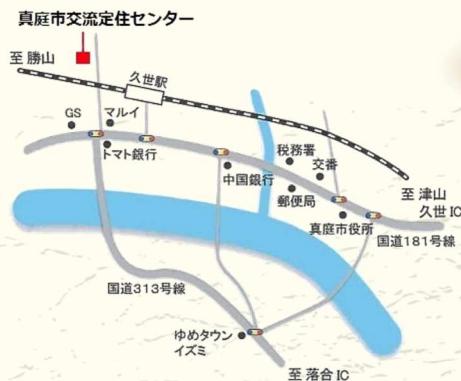 真庭市交流定住センター
至 勝山
久世駅
GS
マルイ
トマト銀行
中国銀行
税務署
交番
郵便局
真庭市役所
至 津山
久世 IC
国道181号線
国道313号線
ゆめタウン
イズミ
至 落合 IC